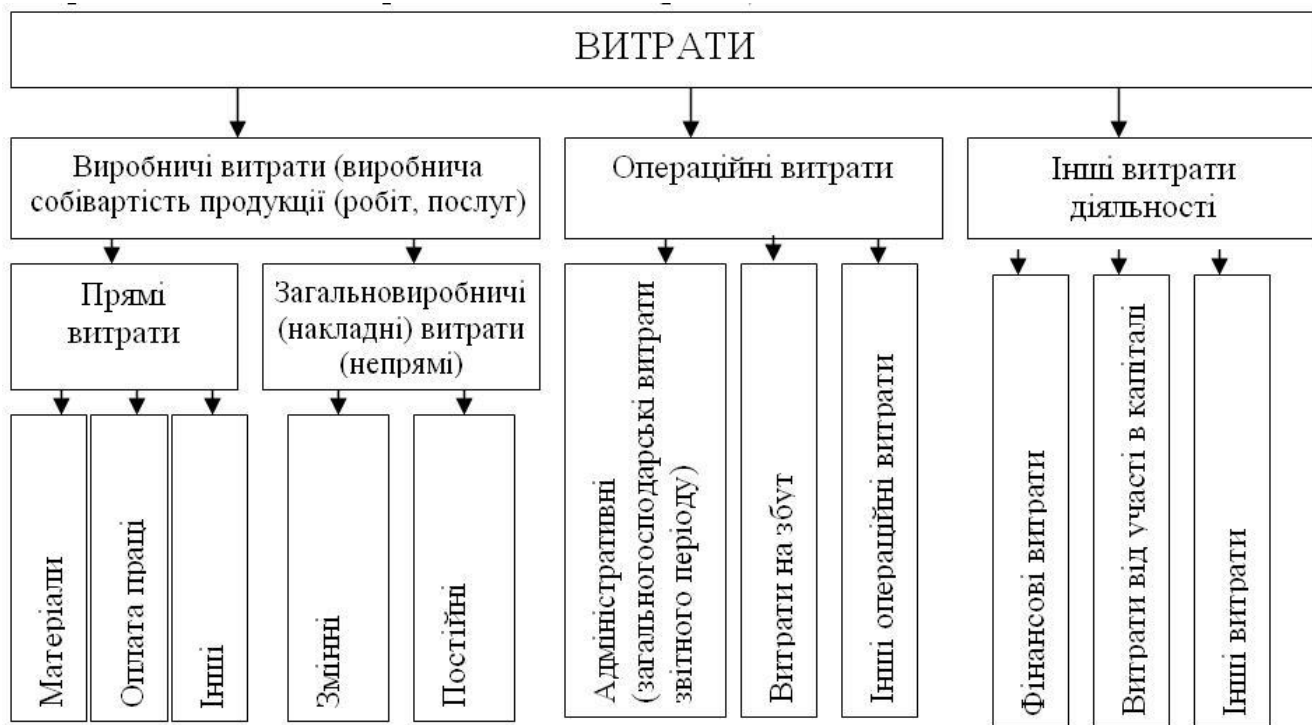 ВИТРАТИ
Виробничі витрати (виробнича
собівартість продукції (робіт, послуг)
Операційні витрати
Інші витрати
діяльності
Прямі
витрати
Загальновиробничі
(накладні) витрати
(непрямі)
Матеріали
Оплата праці
Інші
Змінні
Постійні
Адміністративні
(загальногосподарські витрати
звітного періоду)
Витрати на збут
Інші операційні витрати
Фінансові витрати
Витрати від участі в капіталі
Інші витрати